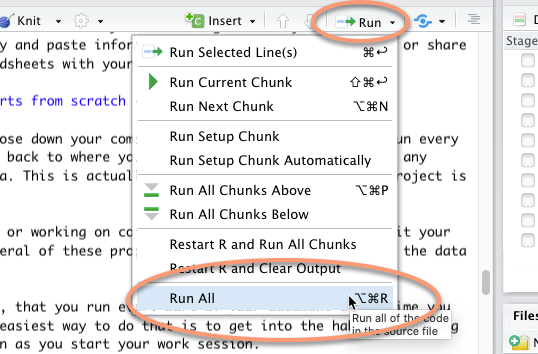 Knit
Insert
Run
D
y and paste infor or share
Stage
dsheets with your
Run Selected Line(s) ⌘↩
Run Current Chunk ⇧⌘↩
rts from scratch
Run Next Chunk ⌥⌘N
ose down your com un every
Run Setup Chunk
back to where yo any
Run Setup Chunk Automatically
a. This is actual roject is
Run All Chunks Above ⌥⌘P
Run All Chunks Below
or working on co it your
eral of these pro the data
Restart R and Run All Chunks
Restart R and Clear Output
Run All ⌥⌘R
, that you run ev
easiest way to do that is to get into the ha
n as you start your work session.
Run all of the code
in the source file
Files
N